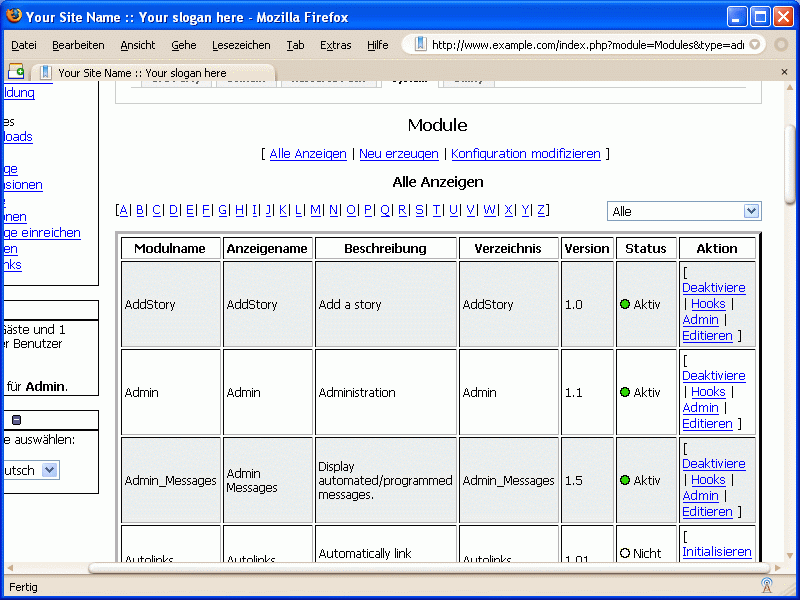 Your Site Name :: Your slogan here - Mozilla Firefox
Datei Bearbeiten Ansicht Gehe Lesezeichen Tab Extras Hilfe http://www.example.com/index.php?module=Modules&type=adı
Your Site Name :: Your slogan here
ldung
es
loads
ge
nsionen
onen
ge einreichen
en
nks
Gäste und 1
r Benutzer
für Admin.
e auswählen:
utsch
Module
[ Alle Anzeigen | Neu erzeugen | Konfiguration modifizieren ]
Alle Anzeigen
[A| B| C| D| E| F| G| H| I| J| K| L| M| N| O| P| Q| R| S| T| U| V| W| X| Y| Z] Alle
Modulname Anzeigename Beschreibung Verzeichnis Version Status Aktion
AddStory AddStory Add a story AddStory 1.0 Aktiv
[
Deaktiviere
| Hooks |
Admin |
Editieren ]
Admin Admin Administration Admin 1.1 Aktiv
[
Deaktiviere
| Hooks |
Admin |
Editieren ]
Admin_Messages
Admin
Messages
Display
automated/programmed
messages.
Admin_Messages 1.5 Aktiv
[
Deaktiviere
| Hooks |
Admin |
Editieren ]
Autolinks Autolinks
Automatically link
Autolinks 1.01
Nicht
[
Initialisieren
Fertig